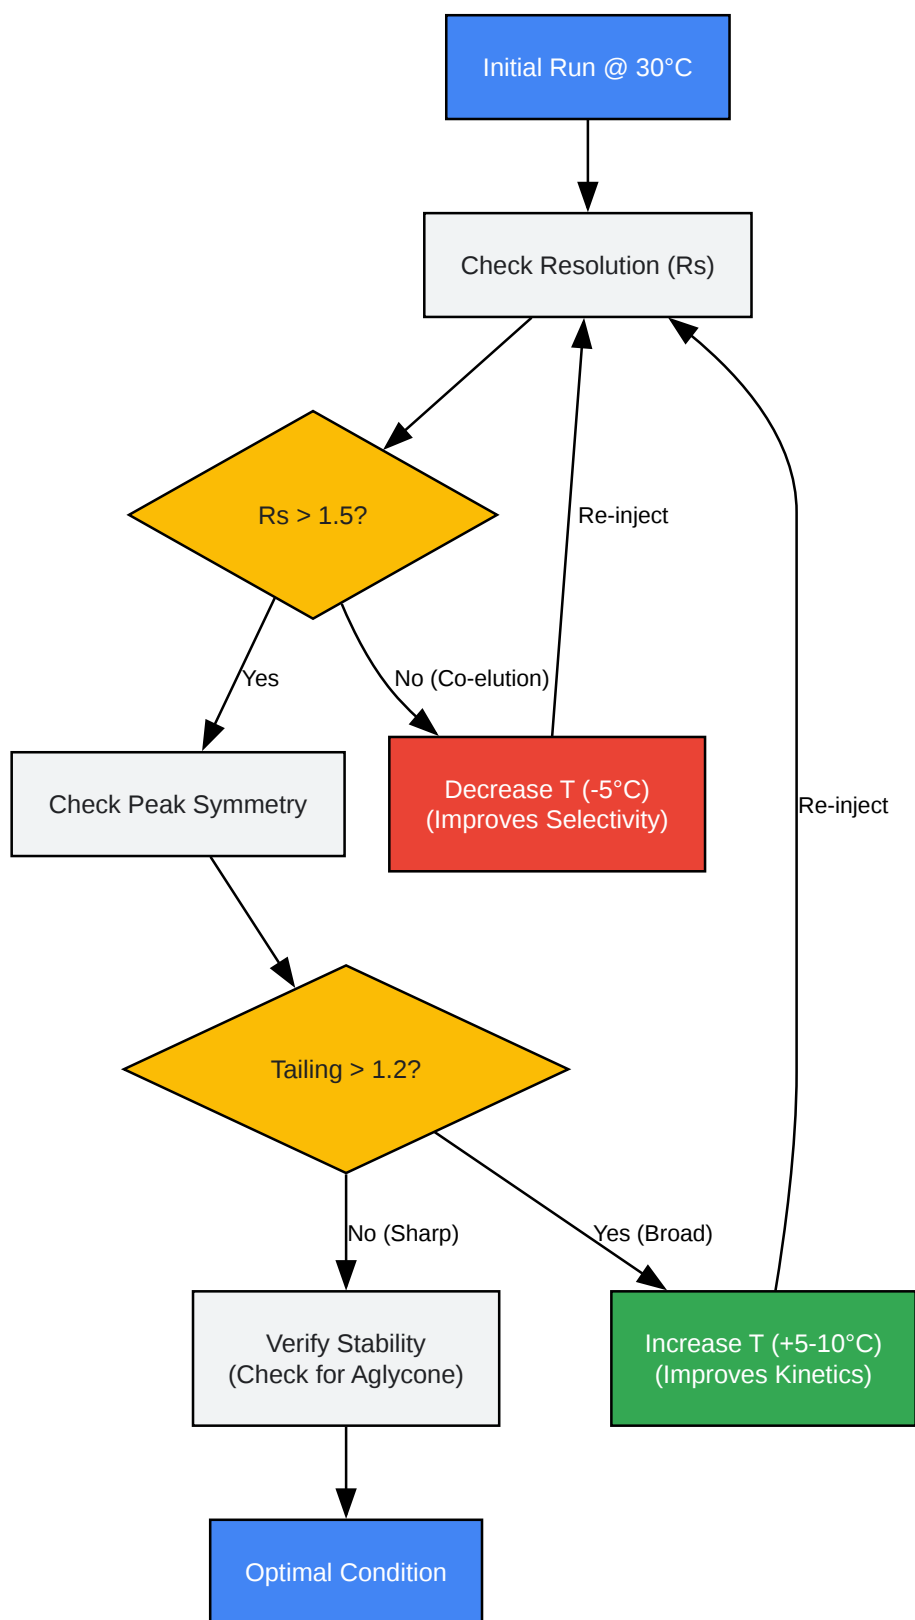 Initial Run @ 30°C
Check Resolution (Rs)
Rs > 1.5?
Re-inject
Yes
No (Co-elution)
Check Peak Symmetry
Decrease T (-5°C)
(Improves Selectivity)
Re-inject
Tailing > 1.2?
No (Sharp)
Yes (Broad)
Verify Stability
(Check for Aglycone)
Increase T (+5-10°C)
(Improves Kinetics)
Optimal Condition